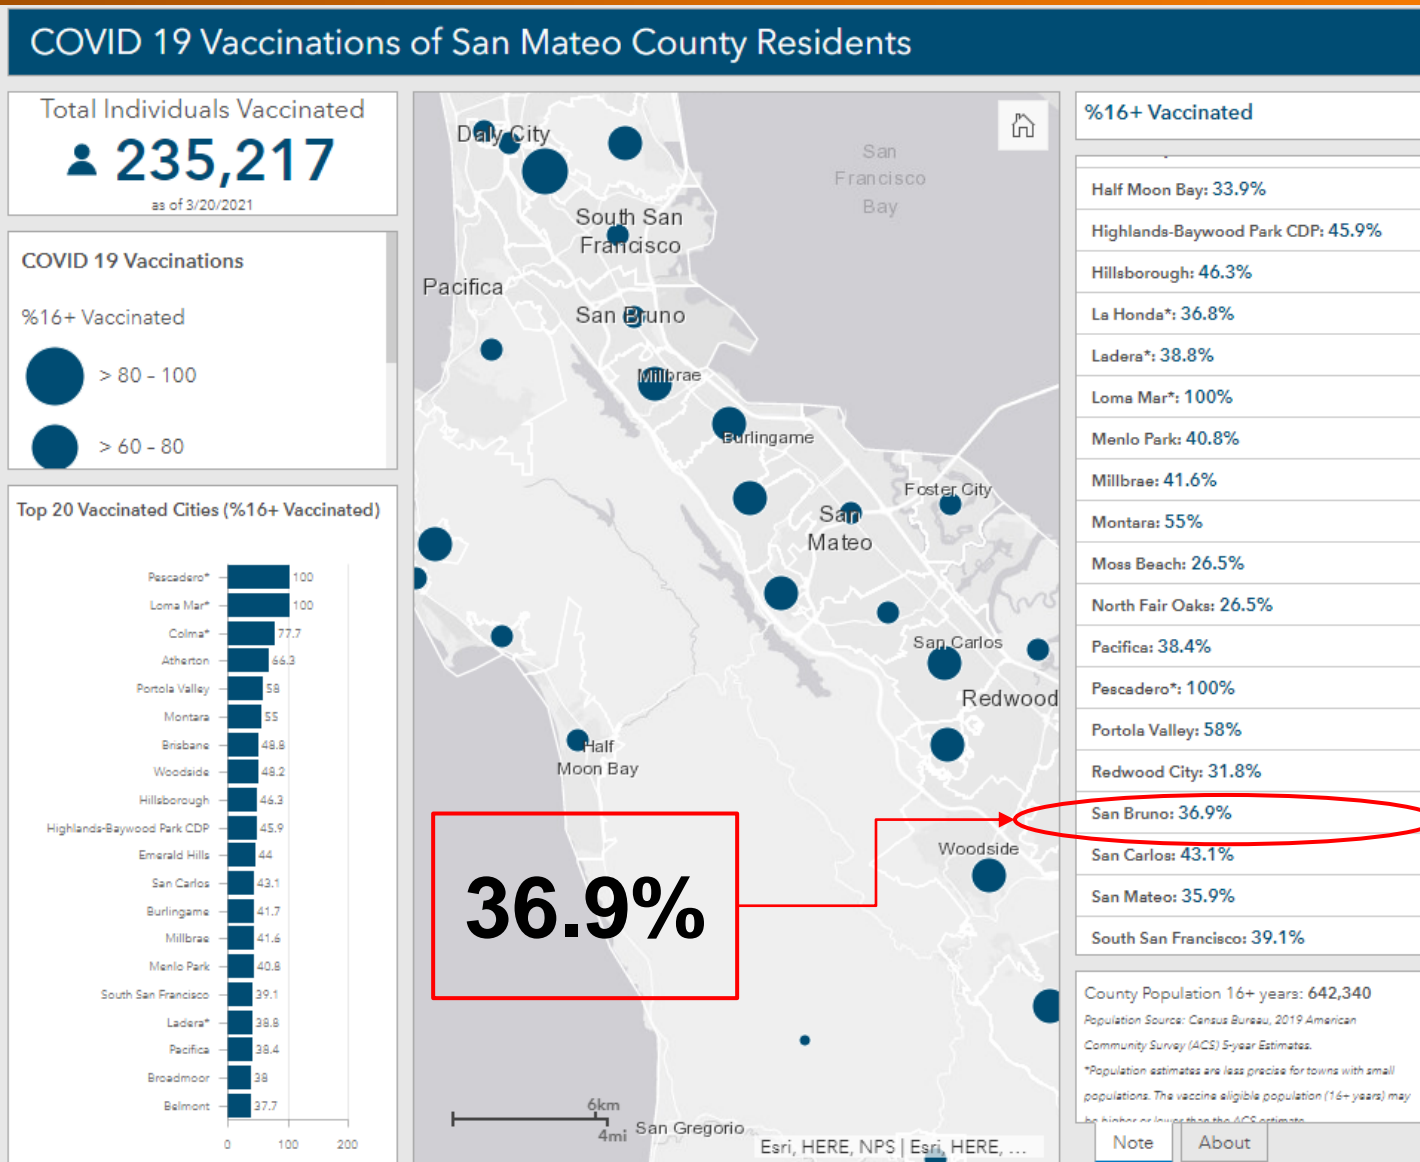 COVID 19 Vaccinations of San Mateo County Residents
Total Individuals Vaccinated
235,217
as of 3/20/2021
COVID 19 Vaccinations
%16+ Vaccinated
> 80 - 100
> 60 - 80
Top 20 Vaccinated Cities (%16+ Vaccinated)
Pescadero* 100
Loma Mar* 100
Colma* 77.7
Atherton 66.3
Portola Valley 58
Montara 55
Brisbane 48.8
Woodside 48.2
Hillsborough 46.3
Highlands-Baywood Park CDP 45.9
Emerald Hills 44
San Carlos 43.1
Burlingame 41.7
Millbrae 41.6
Menlo Park 40.8
South San Francisco 39.1
Ladera* 38.8
Pacifica 38.4
Broadmoor 38
Belmont 37.7
0 100 200
Daly City
San
Francisco
Bay
South San
Francisco
Pacifica
San Bruno
Millbrae
Burlingame
Foster City
San
Mateo
San Carlos
Redwood
Half
Moon Bay
Woodside
36.9%
6km
4mi
San Gregorio
Esri, HERE, NPS | Esri, HERE, ...
%16+ Vaccinated
Half Moon Bay: 33.9%
Highlands-Baywood Park CDP: 45.9%
Hillsborough: 46.3%
La Honda*: 36.8%
Ladera*: 38.8%
Loma Mar*: 100%
Menlo Park: 40.8%
Millbrae: 41.6%
Montara: 55%
Moss Beach: 26.5%
North Fair Oaks: 26.5%
Pacifica: 38.4%
Pescadero*: 100%
Portola Valley: 58%
Redwood City: 31.8%
San Bruno: 36.9%
San Carlos: 43.1%
San Mateo: 35.9%
South San Francisco: 39.1%
County Population 16+ years: 642,340
Population Source: Census Bureau, 2019 American
Community Survey (ACS) 5-year Estimates.
*Population estimates are less precise for towns with small
populations. The vaccine eligible population (16+ years) may
be higher or lower than the ACS estimate.
Note
About